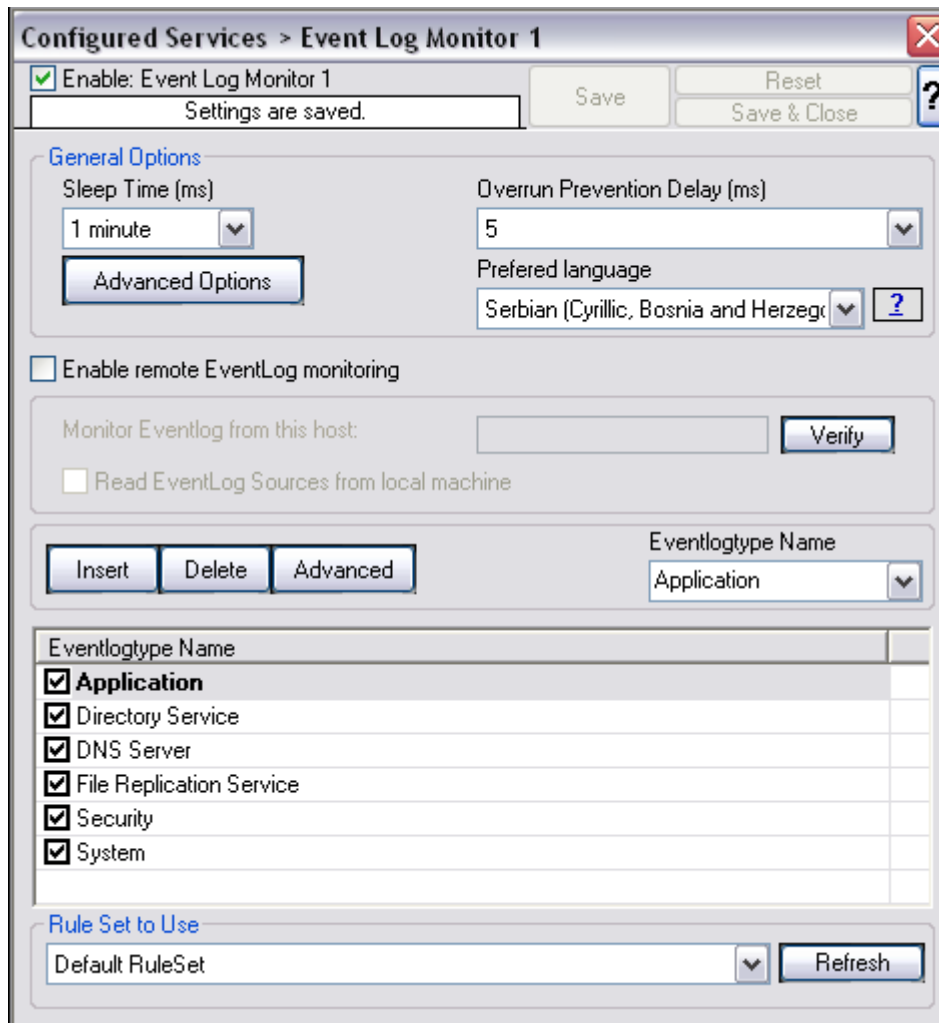 Configured Services > Event Log Monitor 1
Enable: Event Log Monitor 1
Settings are saved.
Save
Reset
Save & Close
?
General Options
Sleep Time (ms)
Overrun Prevention Delay (ms)
1 minute
5
Advanced Options
Prefered language
Serbian (Cyrillic, Bosnia and Herzeg
?
Enable remote EventLog monitoring
Monitor Eventlog from this host:
Verify
Read EventLog Sources from local machine
Insert
Delete
Advanced
Eventlogtype Name
Application
Eventlogtype Name
Application
Directory Service
DNS Server
File Replication Service
Security
System
Rule Set to Use
Default RuleSet
Refresh